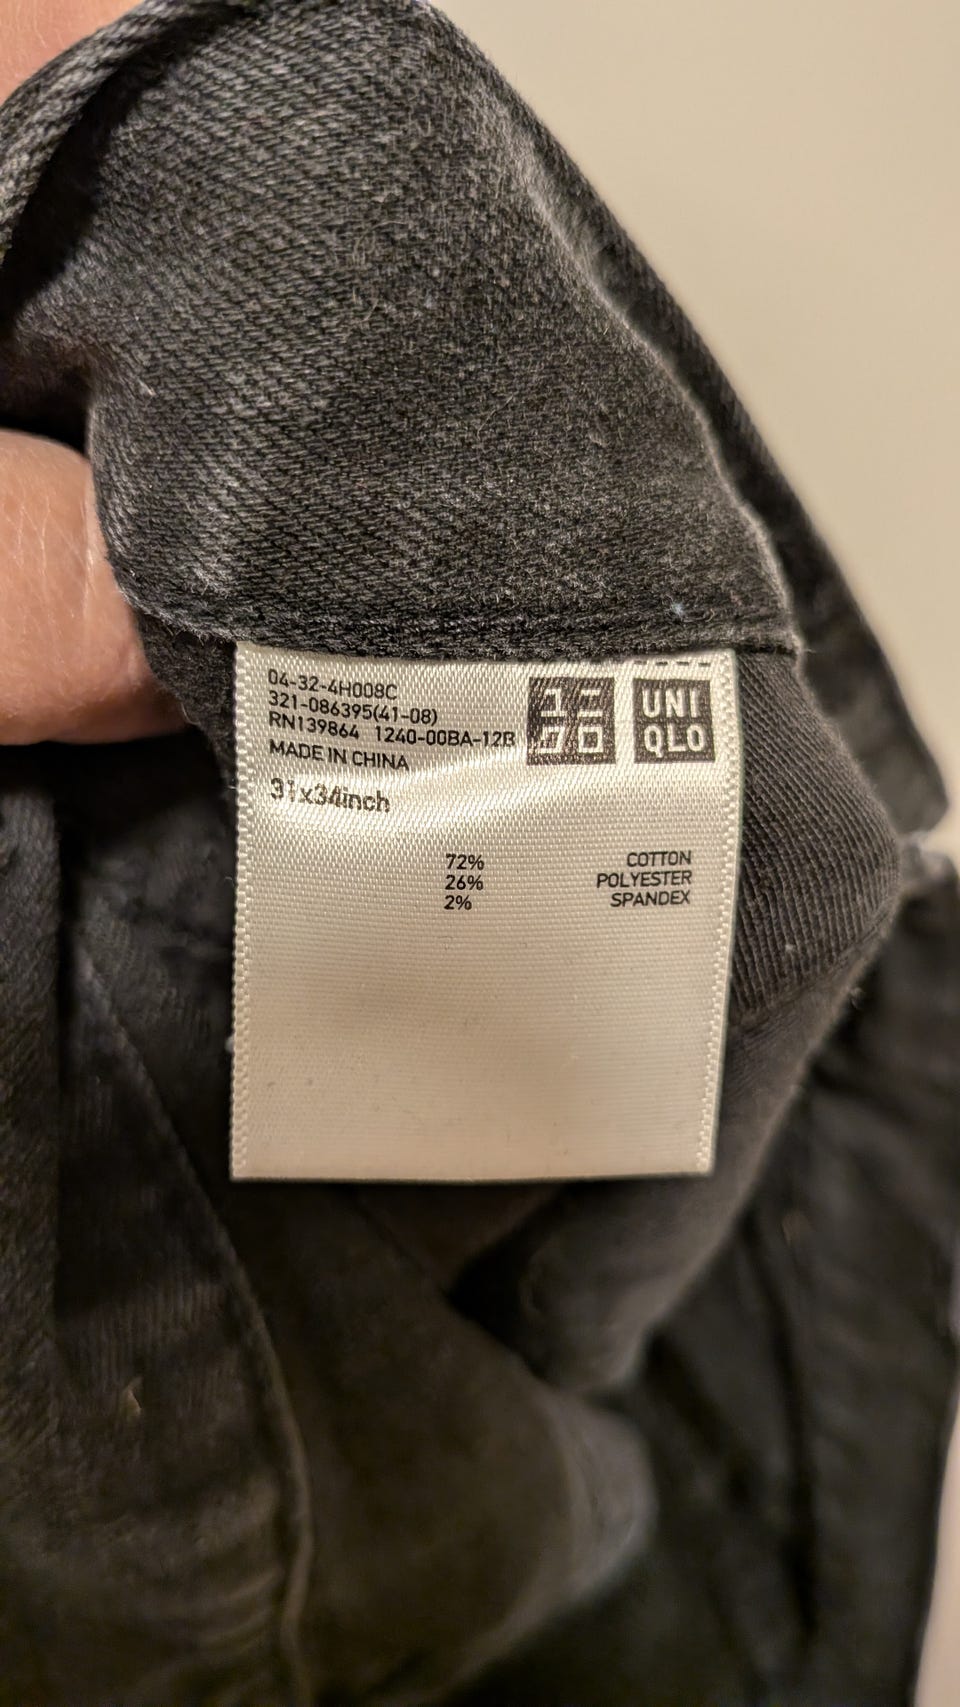 04-32-4H008C
321-086395(41-08)
RN139864 1240-00BA-12B
MADE IN CHINA
31x34inch
ユニ
クロ
UNI
QLO
72% COTTON
26% POLYESTER
2% SPANDEX